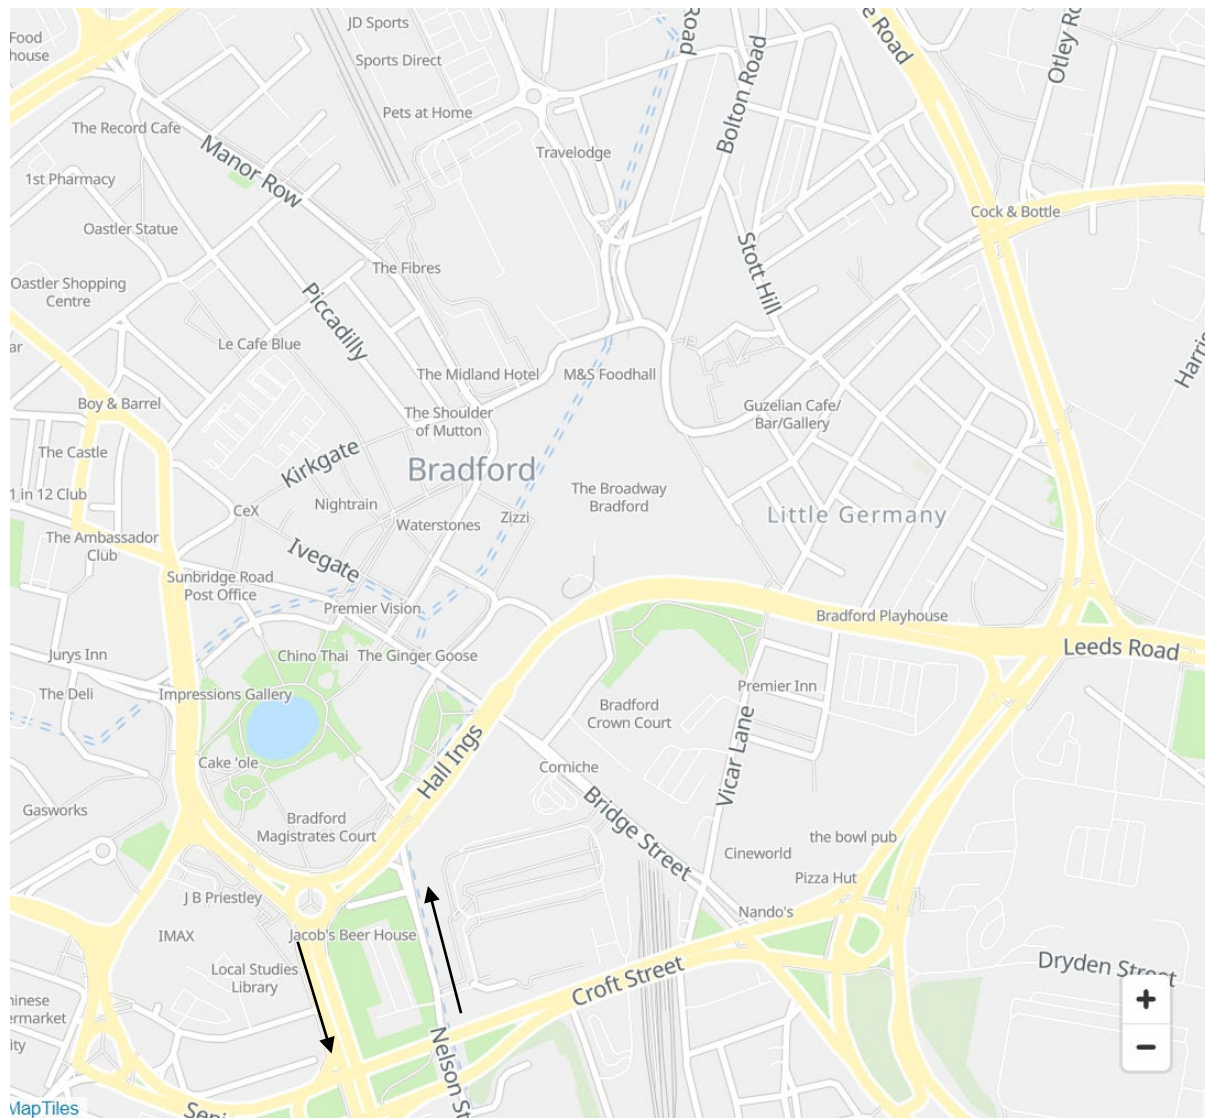 JD Sports
Sports Direct
Food
house
e Road
Road
Otley Ro
Bolton Road
Pets at Home
The Record Cafe
Manor Row
Travelodge
1st Pharmacy
Cock & Bottle
Oastler Statue
Stott Hill
The Fibres
Oastler Shopping
Centre
Piccadilly
Harris
ar
Le Cafe Blue
The Midland Hotel
M&S Foodhall
Boy & Barrel
The Shoulder
of Mutton
Guzelian Cafe/
Bar/Gallery
The Castle
Kirkgate
Bradford
1 in 12 Club
Nightrain
The Broadway
Bradford
CeX
Waterstones
Zizzi
Little Germany
The Ambassador
Club
Ivegate
Sunbridge Road
Post Office
Premier Vision
Bradford Playhouse
Jurys Inn
Chino Thai
The Ginger Goose
Leeds Road
The Deli
Impressions Gallery
Premier Inn
Bradford
Crown Court
Hall Ings
Vicar Lane
Cake 'ole
Corniche
Gasworks
Bradford
Magistrates Court
Bridge Street
the bowl pub
Cineworld
Pizza Hut
J B Priestley
Nando's
IMAX
Jacob's Beer House
Local Studies
Library
Croft Street
Dryden Street
hinese
ermarket
ity
Nelson St
+
−
MapTiles